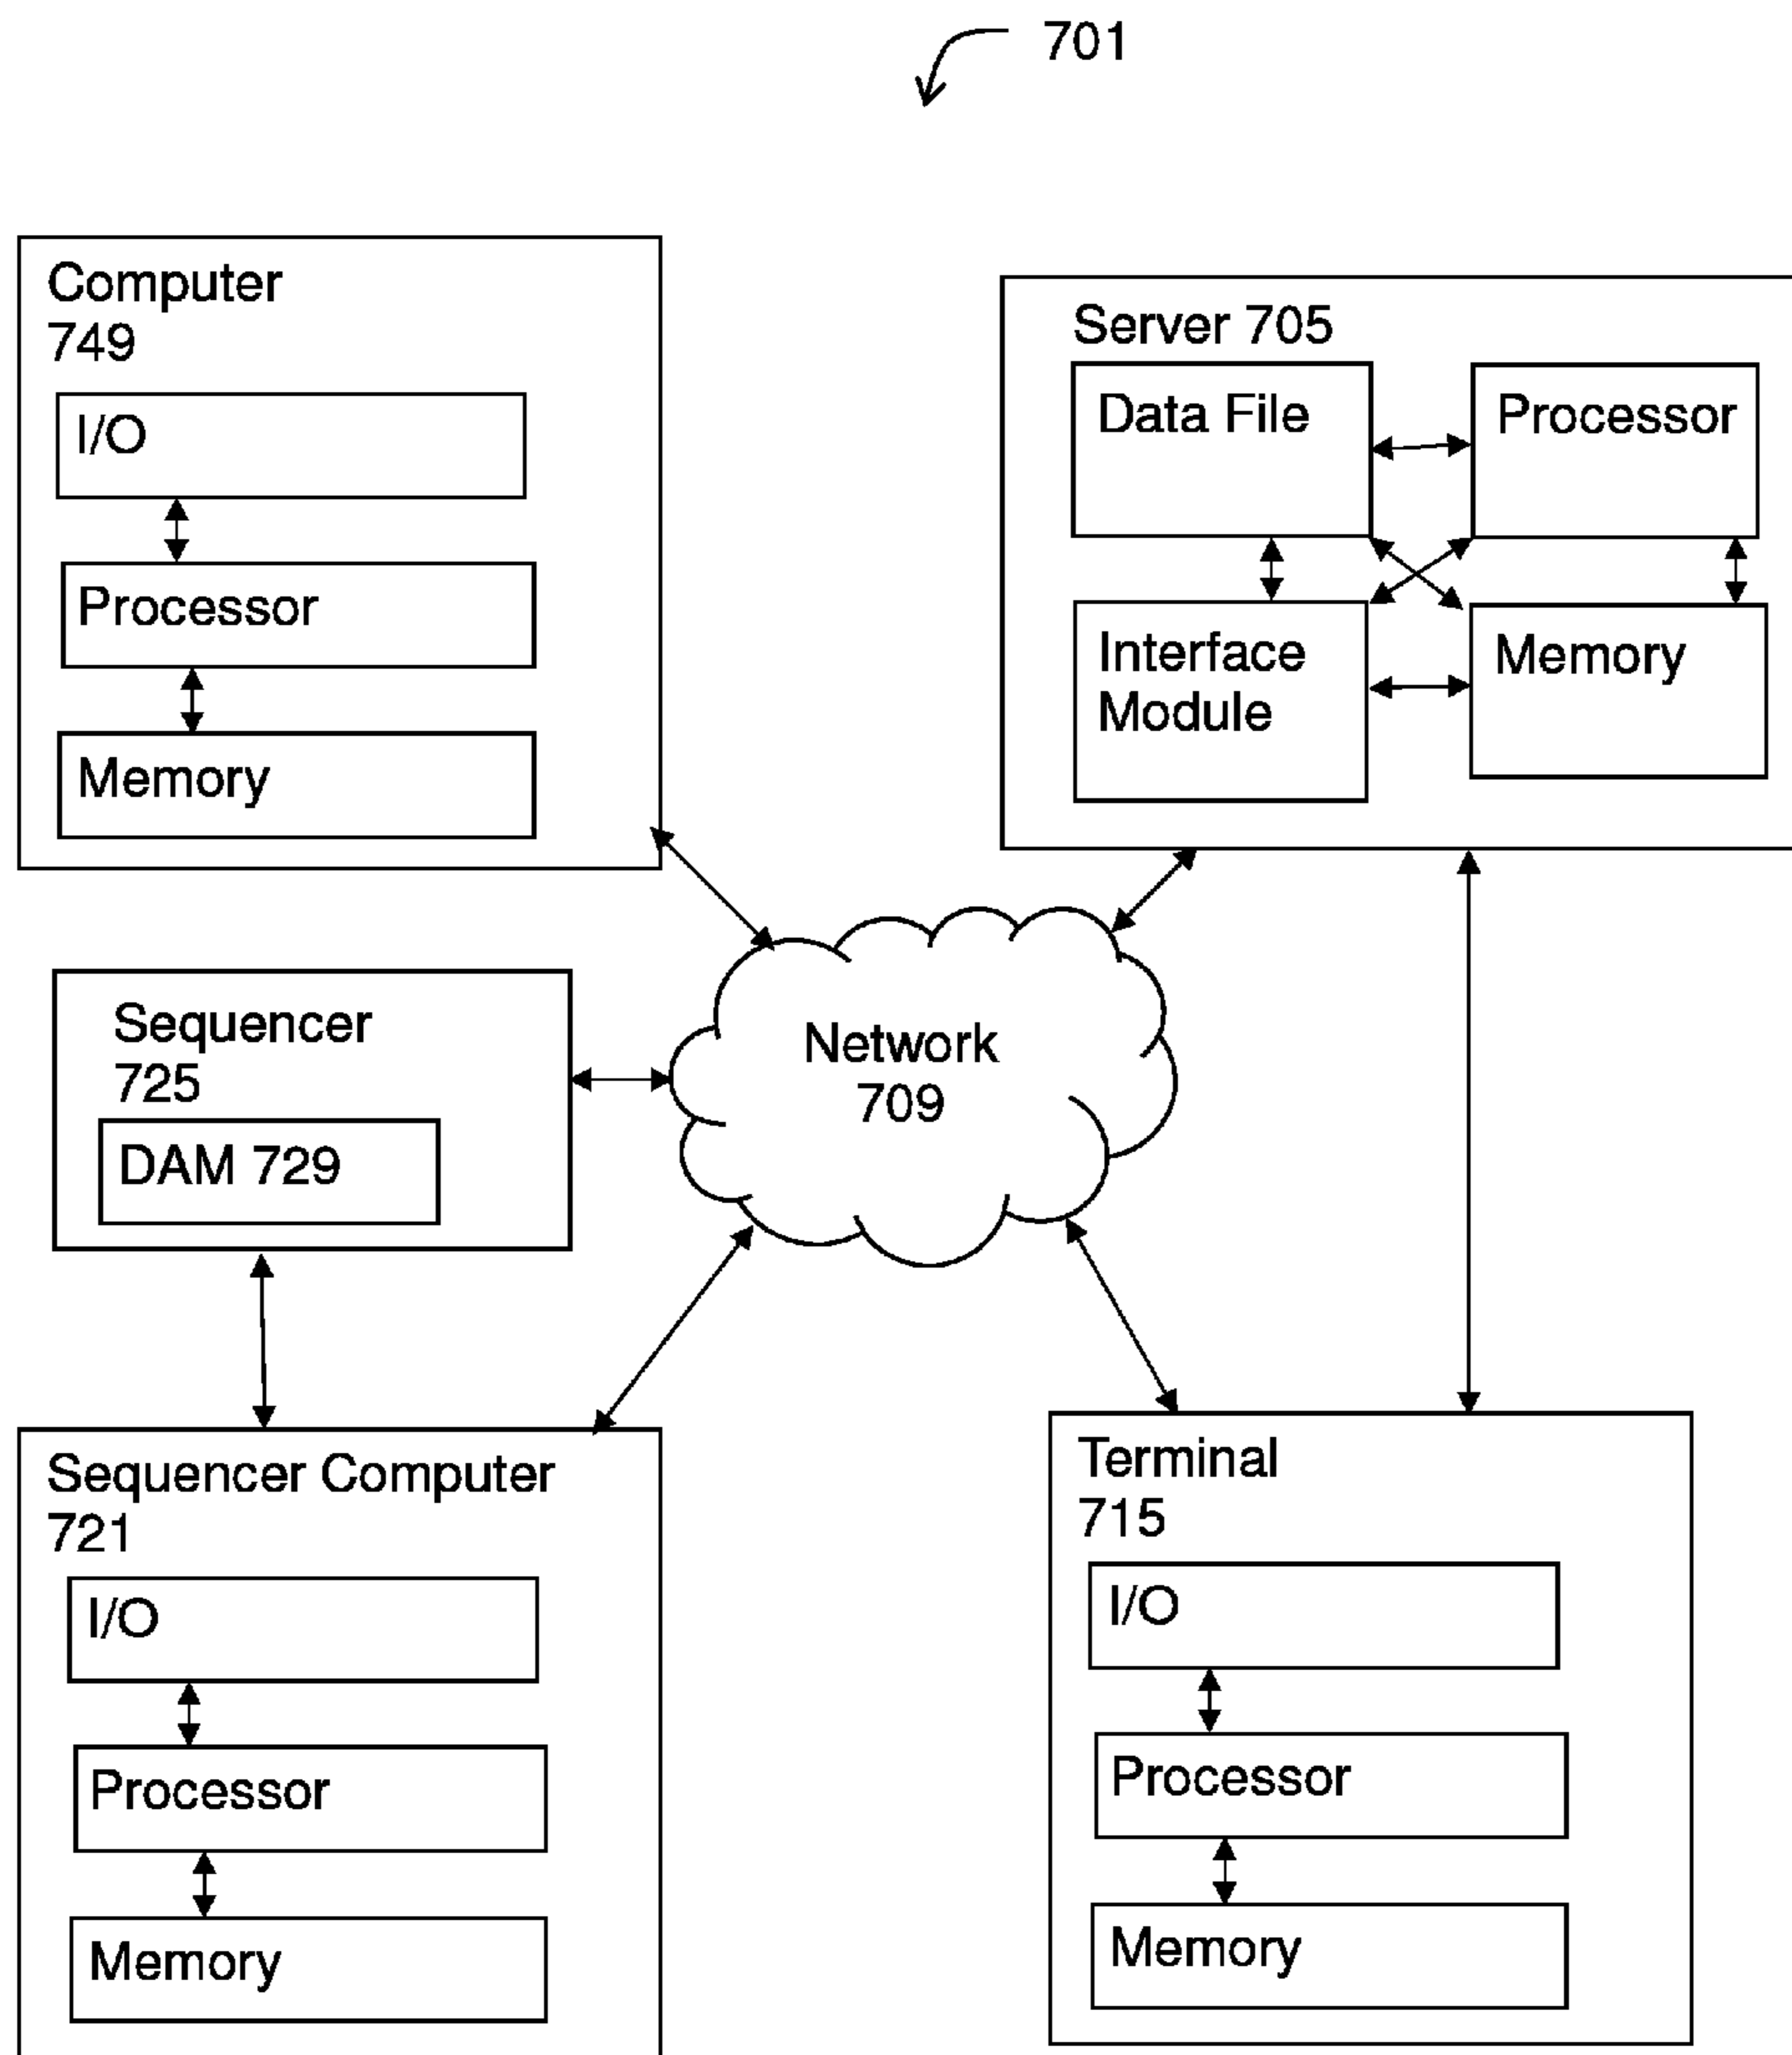 701
Computer
749
I/O
Processor
Memory
Server 705
Data File
Processor
Interface
Module
Memory
Sequencer
725
DAM 729
Network
709
Sequencer Computer
721
I/O
Processor
Memory
Terminal
715
I/O
Processor
Memory